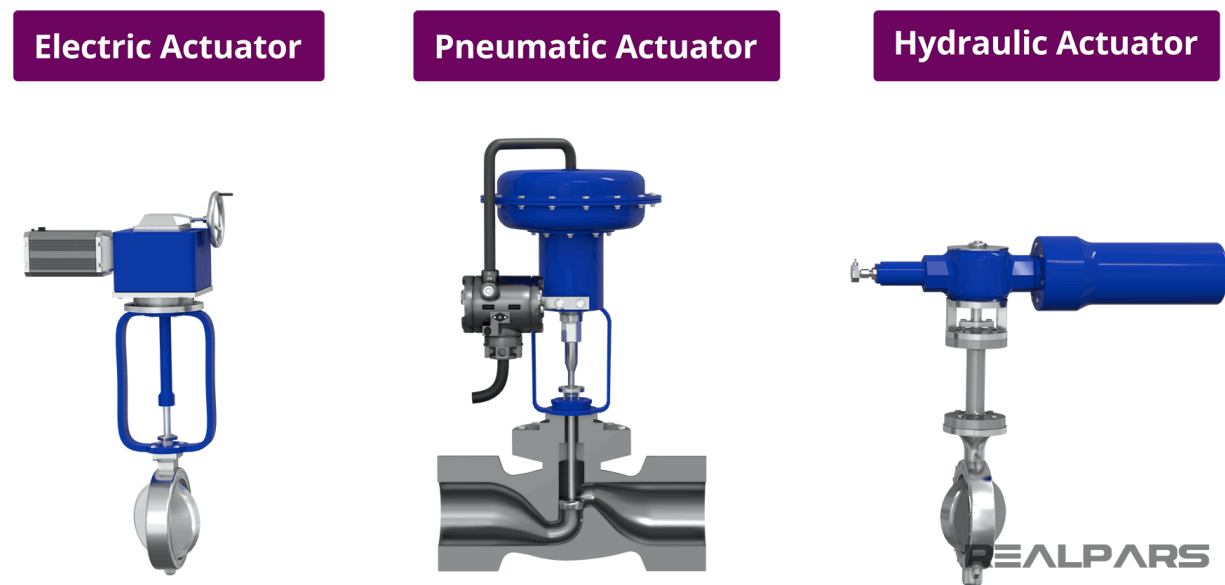 Electric Actuator
Pneumatic Actuator
Hydraulic Actuator
REALPARS